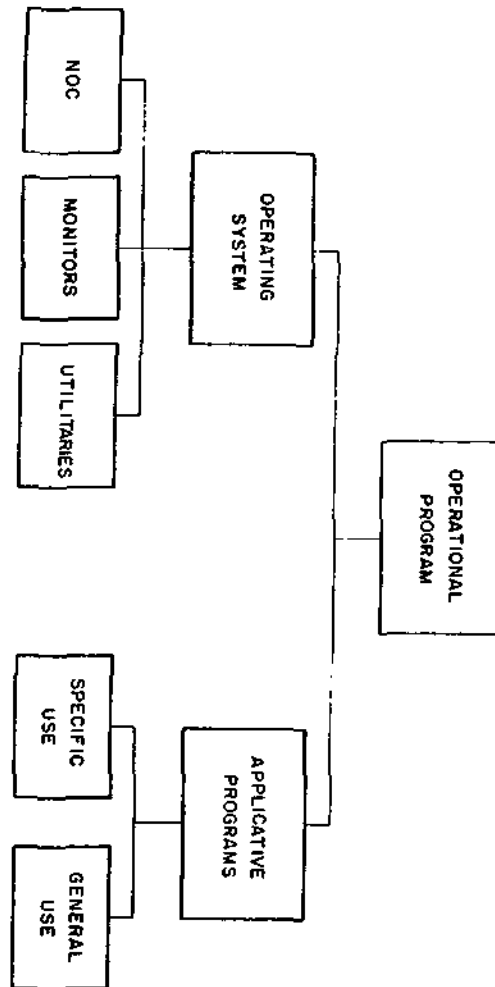 OPERATIONAL
PROGRAM
OPERATING
SYSTEM
APPLICATIVE
PROGRAMS
NOC
MONITORS
UTILITARIES
SPECIFIC
USE
GENERAL
USE